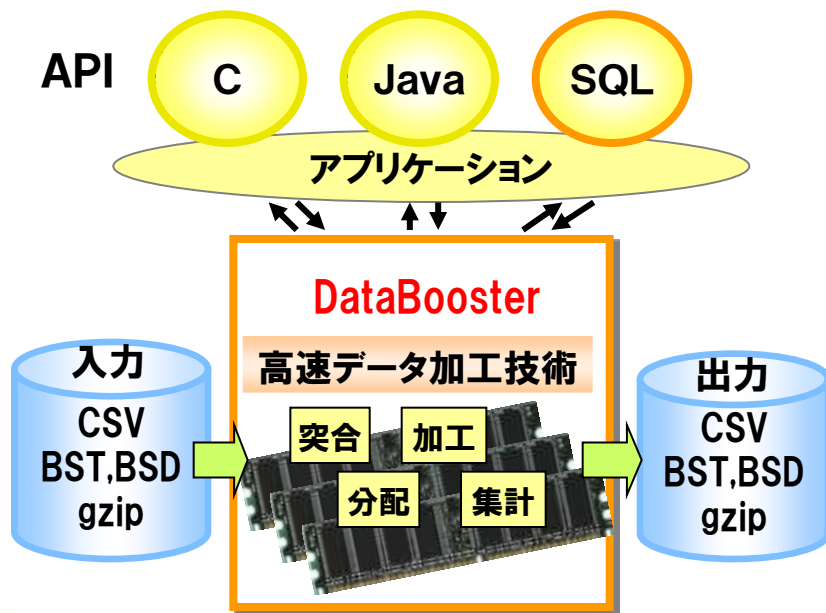 API
C
Java
SQL
アプリケーション
DataBooster
高速データ加工技術
入力
CSV
BST,BSD
gzip
突合
加工
分配
集計
出力
CSV
BST,BSD
gzip